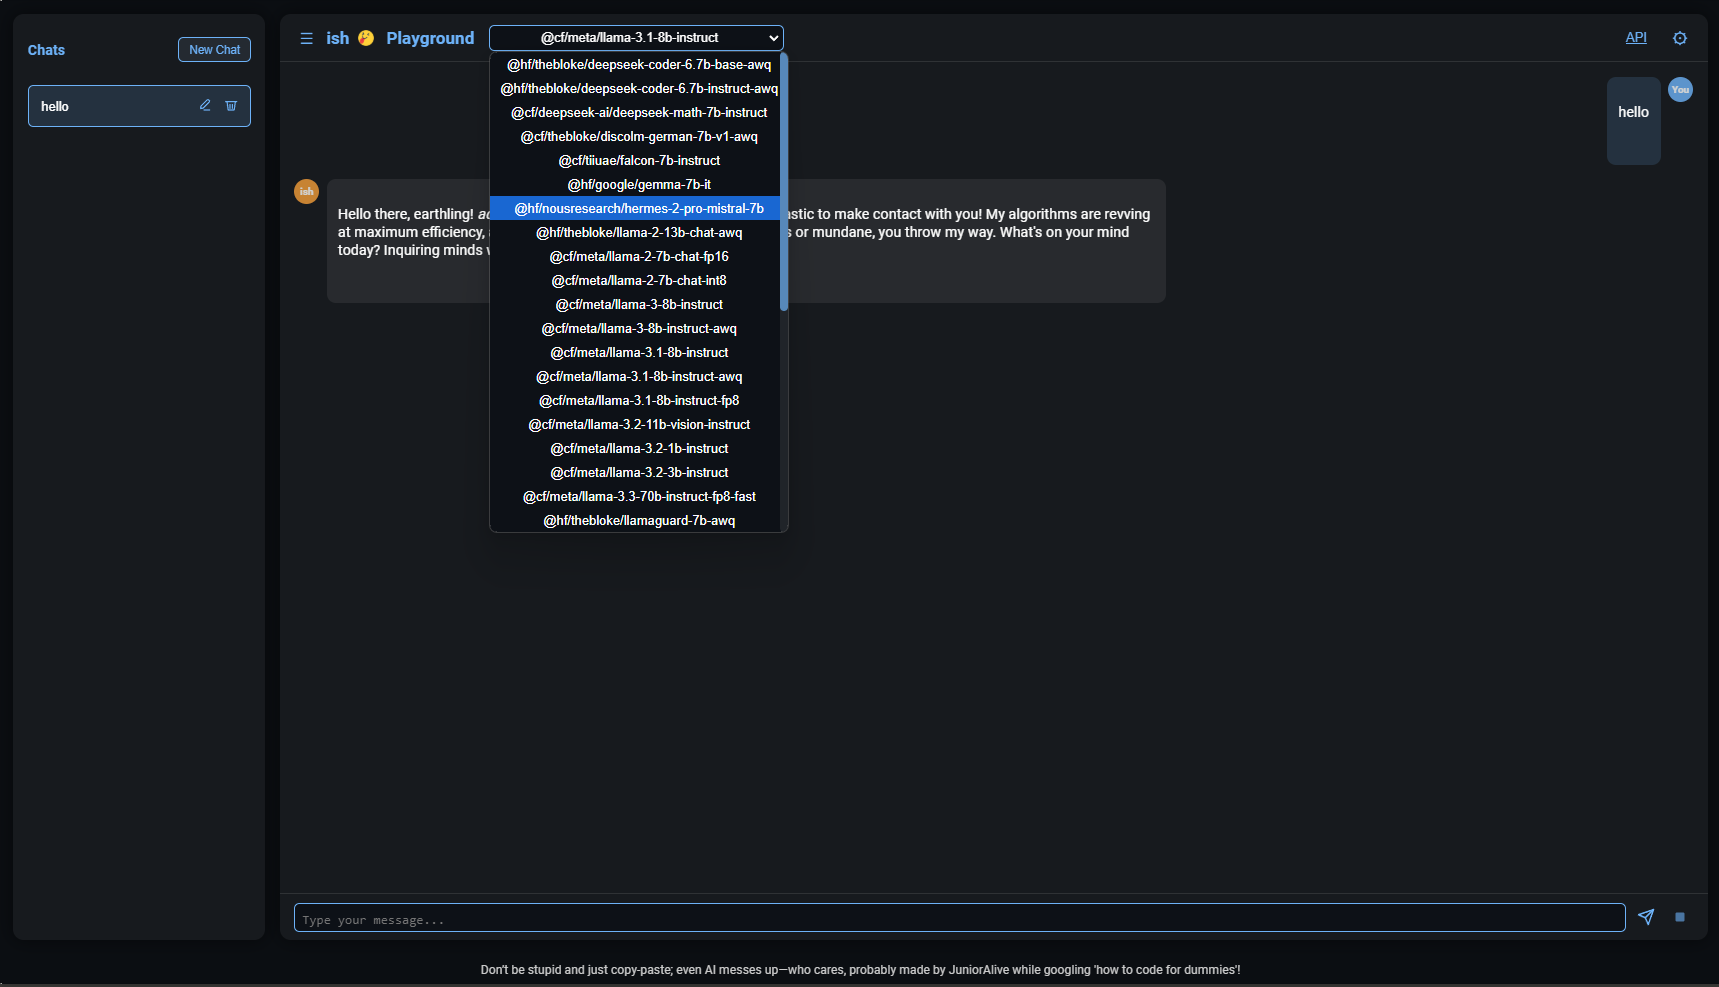 Chats
New Chat
hello
ish Playground
@cf/meta/llama-3.1-8b-instruct
API
@hf/thebloke/deepseek-coder-6.7b-base-awq
@hf/thebloke/deepseek-coder-6.7b-instruct-awq
@cf/deepseek-ai/deepseek-math-7b-instruct
@cf/thebloke/discolm-german-7b-v1-awq
@cf/tiiuae/falcon-7b-instruct
@hf/google/gemma-7b-it
@hf/nousresearch/hermes-2-pro-mistral-7b
@hf/thebloke/llama-2-13b-chat-awq
@cf/meta/llama-2-7b-chat-fp16
@cf/meta/llama-2-7b-chat-int8
@cf/meta/llama-3-8b-instruct
@cf/meta/llama-3-8b-instruct-awq
@cf/meta/llama-3.1-8b-instruct
@cf/meta/llama-3.1-8b-instruct-awq
@cf/meta/llama-3.1-8b-instruct-fp8
@cf/meta/llama-3.2-11b-vision-instruct
@cf/meta/llama-3.2-1b-instruct
@cf/meta/llama-3.2-3b-instruct
@cf/meta/llama-3.3-70b-instruct-fp8-fast
@hf/thebloke/llamaguard-7b-awq
hello
You
ish
Hello there, earthling! astic to make contact with you! My algorithms are revving
at maximum efficiency, s or mundane, you throw my way. What's on your mind
today? Inquiring minds
Type your message...
Don't be stupid and just copy-paste; even AI messes up—who cares, probably made by JuniorAlive while googling 'how to code for dummies'!